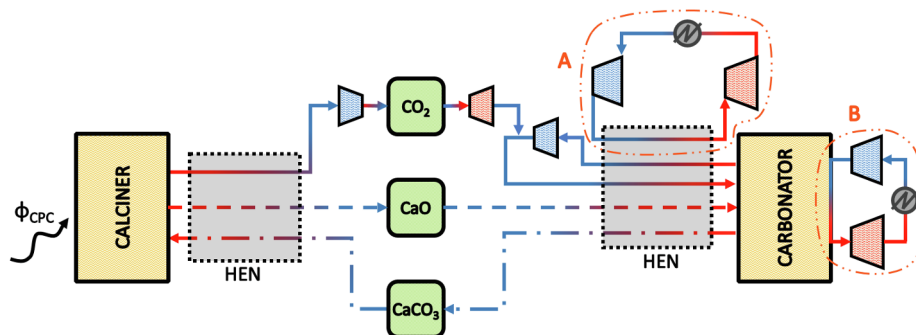 A
CO₂
B
CALCINER
ϕCPC
CaO
CARBONATOR
HEN
HEN
CaCO₃